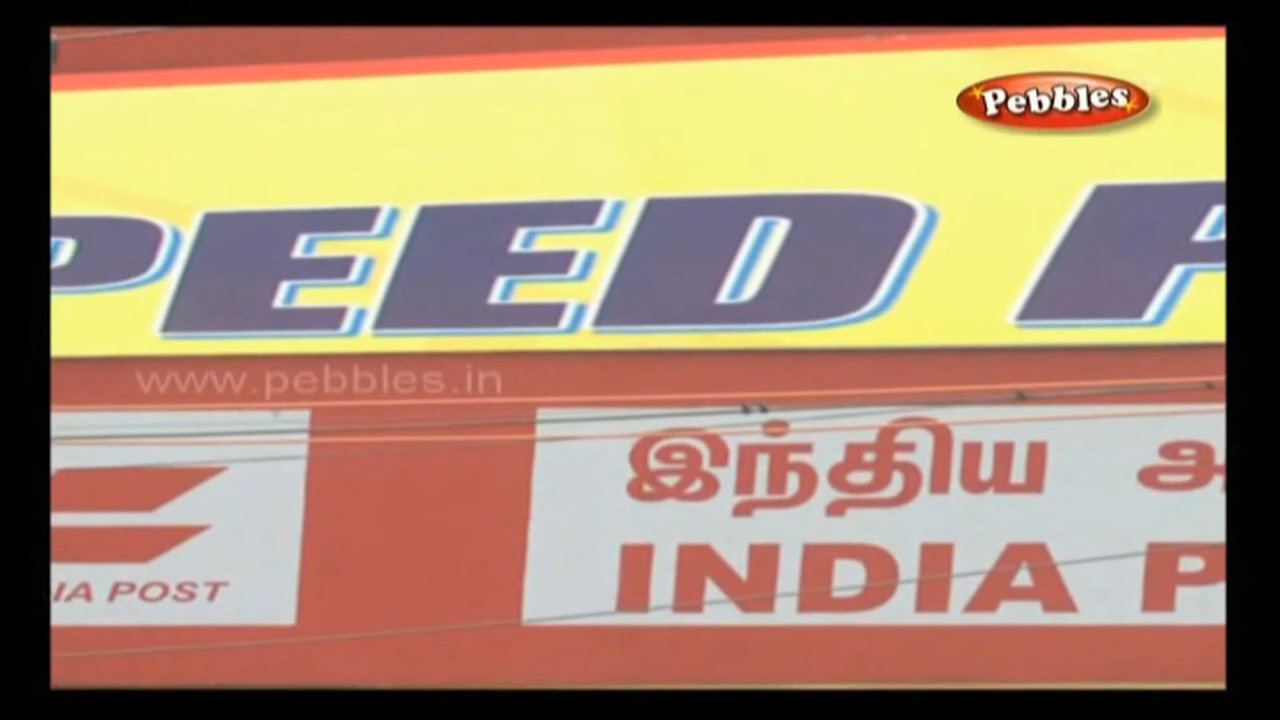 Pebbles
PEED P
www.pebbles.in
இந்திய அ
IA POST
INDIA P